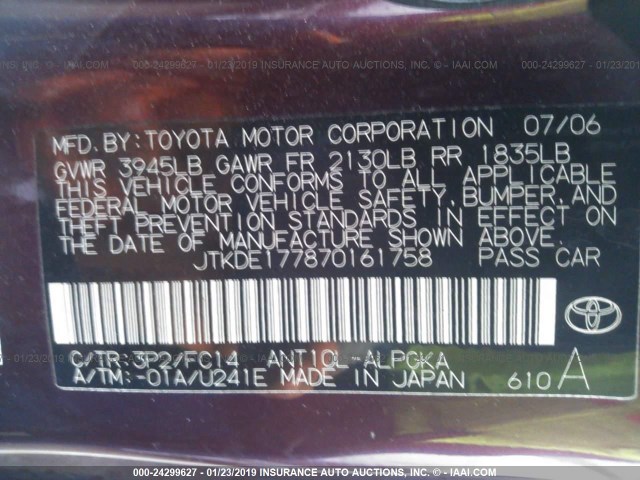 00-24299627 - 01/23/2019 INSURANCE AUTO AUCTIONS, INC. - © IAAI.COM
MFD. BY: TOYOTA MOTOR CORPORATION 07/06
GVWR 3945LB GAWR FR 2130LB RR 1835LB
THIS VEHICLE CONFORMS TO ALL APPLICABLE
FEDERAL MOTOR VEHICLE SAFETY, BUMPER, AND
THEFT PREVENTION STANDARDS IN EFFECT ON
THE DATE OF MANUFACTURE SHOWN ABOVE.
JTKDE177870161758 PASS CAR
C/TR: 3P2/FC14 ANT10L-ALPGKA
A/TM: -01A/U241E MADE IN JAPAN 610A
000-24299627 - 01/23/2019 INSURANCE AUTO AUCTIONS, INC. - © IAAI.COM